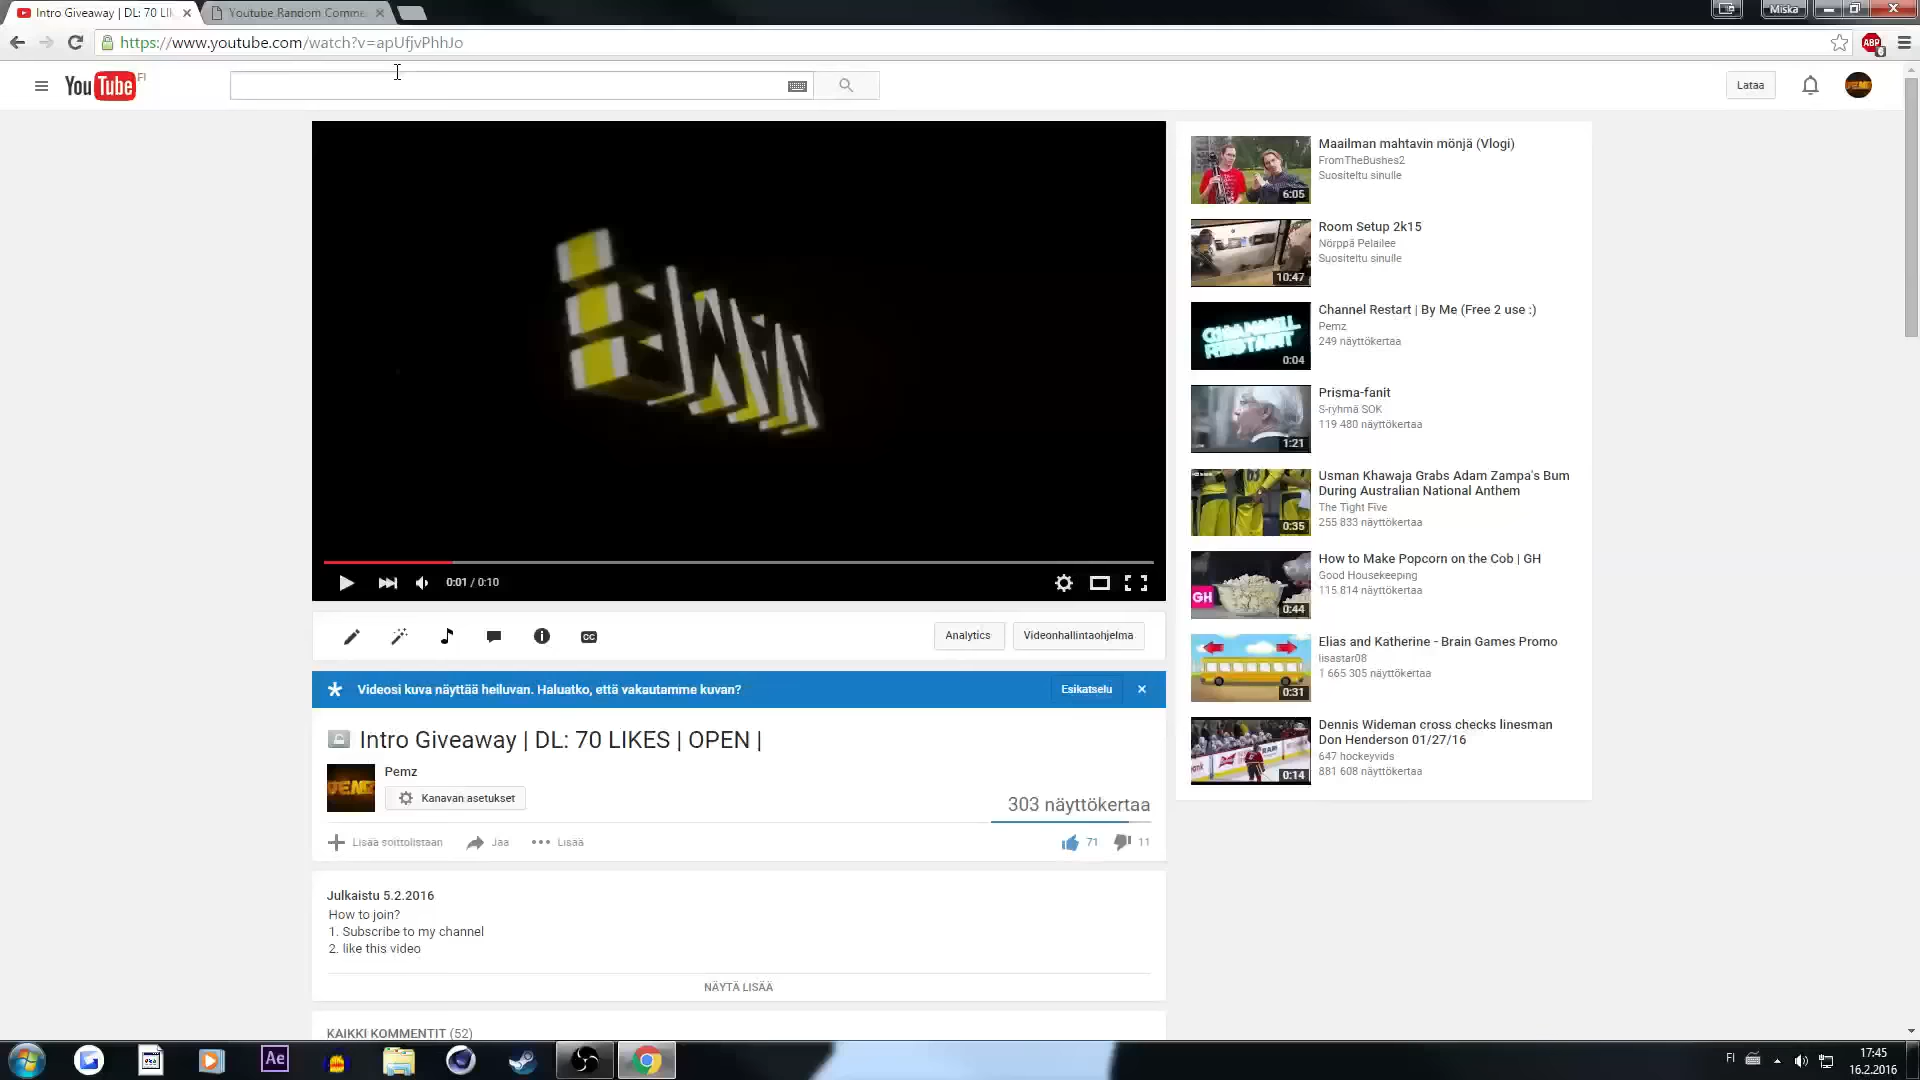 Intro Giveaway | DL: 70 LIK
Youtube Random Comme
Miska
https://www.youtube.com/watch?v=apUfjvPhhJo
ABP
YouTube FI
Lataa
Maailman mahtavin mönjä (Vlogi)
FromTheBushes2
Suositeltu sinulle
6:05
Room Setup 2k15
Nörppä Pelailee
Suositeltu sinulle
10:47
CHANNEL
RESTART
Channel Restart | By Me (Free 2 use :)
Pemz
249 näyttökertaa
0:04
Prisma-fanit
S-ryhmä SOK
119 480 näyttökertaa
1:21
Usman Khawaja Grabs Adam Zampa's Bum
During Australian National Anthem
The Tight Five
255 833 näyttökertaa
0:35
GH
How to Make Popcorn on the Cob | GH
Good Housekeeping
115 814 näyttökertaa
0:44
Elias and Katherine - Brain Games Promo
lisastar08
1 665 305 näyttökertaa
0:31
Dennis Wideman cross checks linesman
Don Henderson 01/27/16
647 hockeyvids
881 608 näyttökertaa
0:14
0:01 / 0:10
CC
Analytics
Videonhallintaohjelma
Videosi kuva näyttää heiluvan. Haluatko, että vakautamme kuvan?
Esikatselu
Intro Giveaway | DL: 70 LIKES | OPEN |
Pemz
Kanavan asetukset
303 näyttökertaa
Lisää soittolistaan
Jaa
Lisää
71
11
Julkaistu 5.2.2016
How to join?
1. Subscribe to my channel
2. like this video
NÄYTÄ LISÄÄ
KAIKKI KOMMENTIT (52)
Ae
FI
17:45
16.2.2016